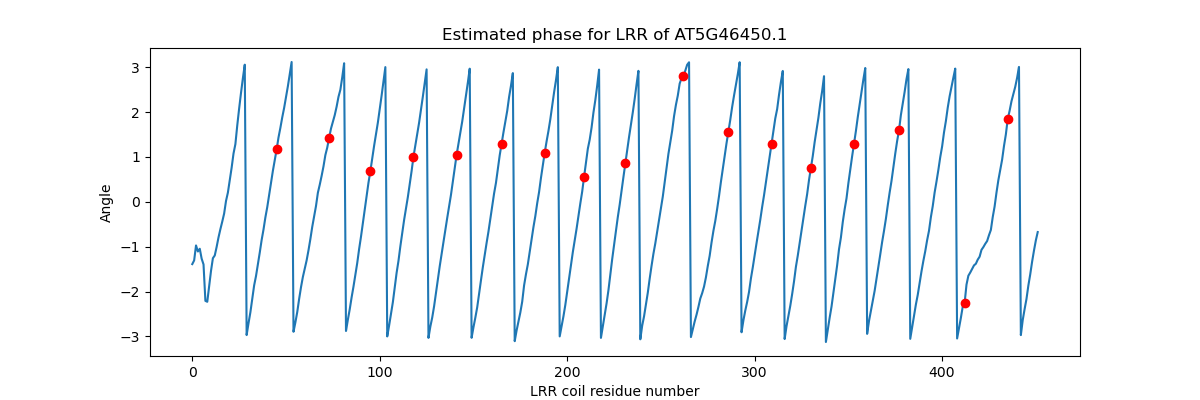 Estimated phase for LRR of AT5G46450.1
3
2
1
0
−1
−2
−3
Angle
0 100 200 300 400
LRR coil residue number